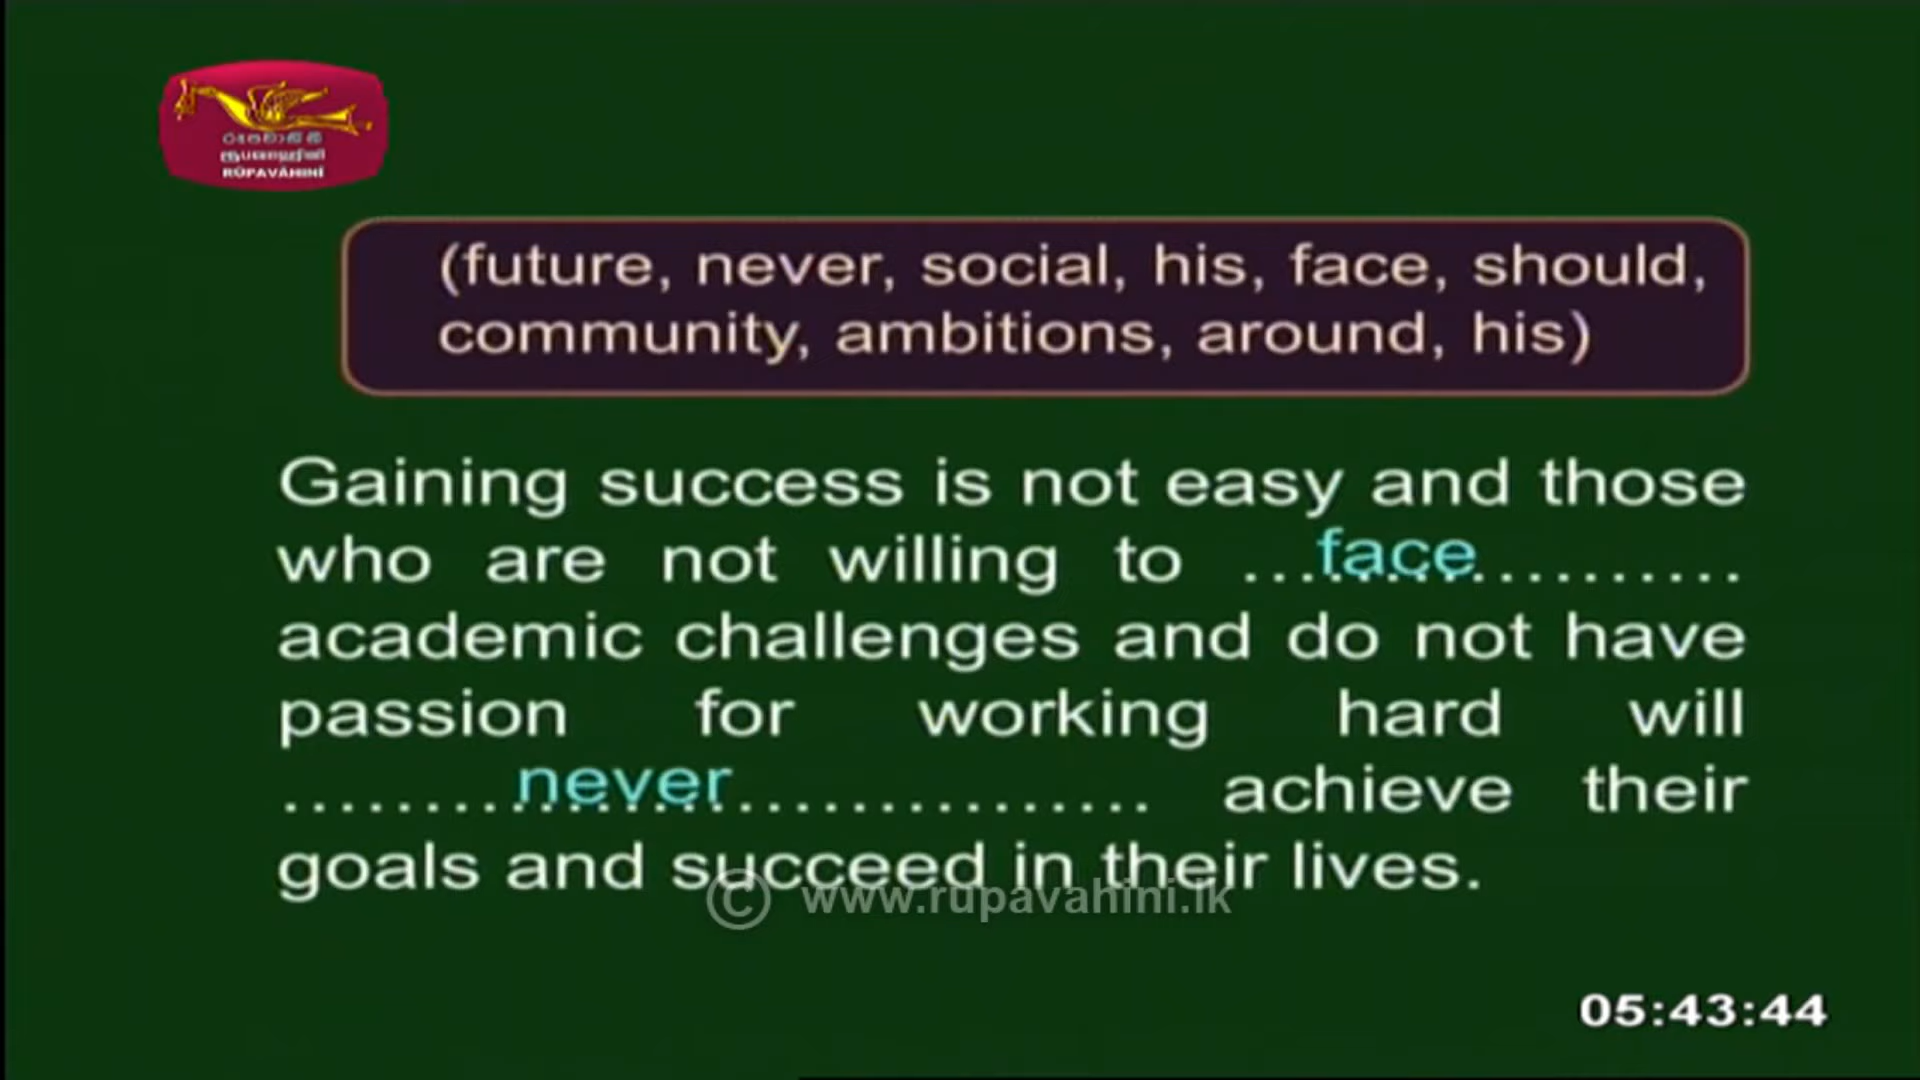 RŪPAVĀHINĪ
(future, never, social, his, face, should,
community, ambitions, around, his)
Gaining success is not easy and those
who are not willing to ...face...............
academic challenges and do not have
passion for working hard will
........never............... achieve their
goals and succeed in their lives.
© www.rupavahini.lk
05:43:44